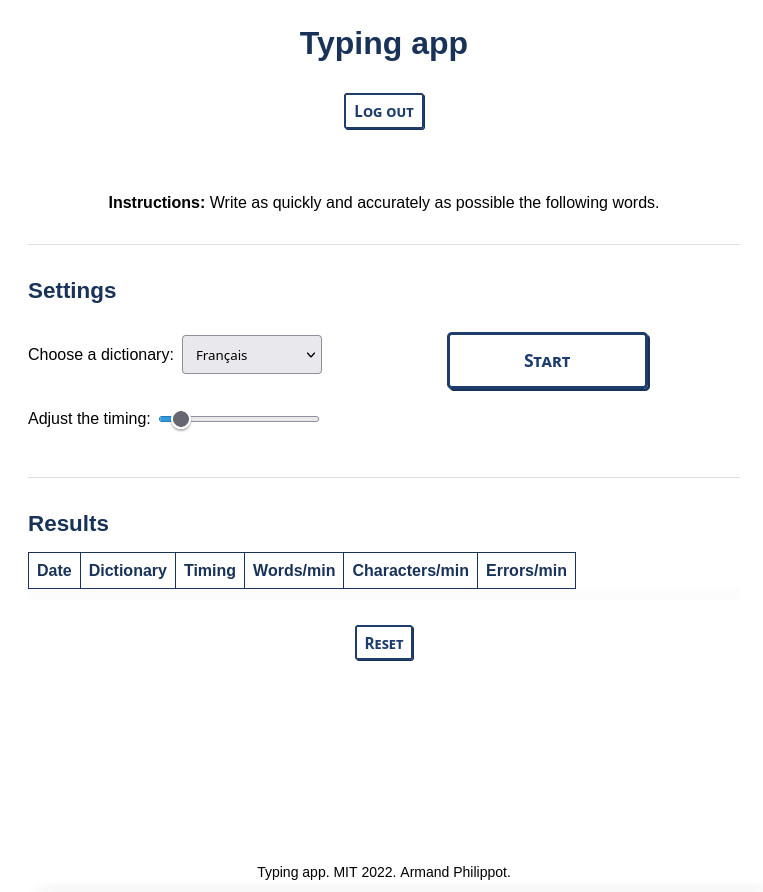 Typing app
Log out
Instructions: Write as quickly and accurately as possible the following words.
Settings
Choose a dictionary: Français
Start
Adjust the timing:
Results
Date Dictionary Timing Words/min Characters/min Errors/min
Reset
Typing app. MIT 2022. Armand Philippot.